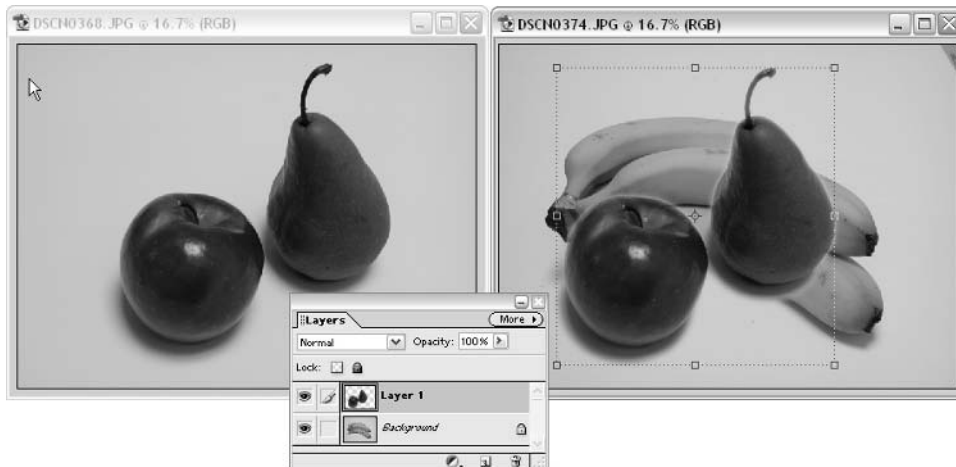 DSCN0368.JPG @ 16.7% (RGB)
DSCN0374.JPG @ 16.7% (RGB)
Layers
More
Normal
Opacity: 100%
Lock:
Layer 1
Background